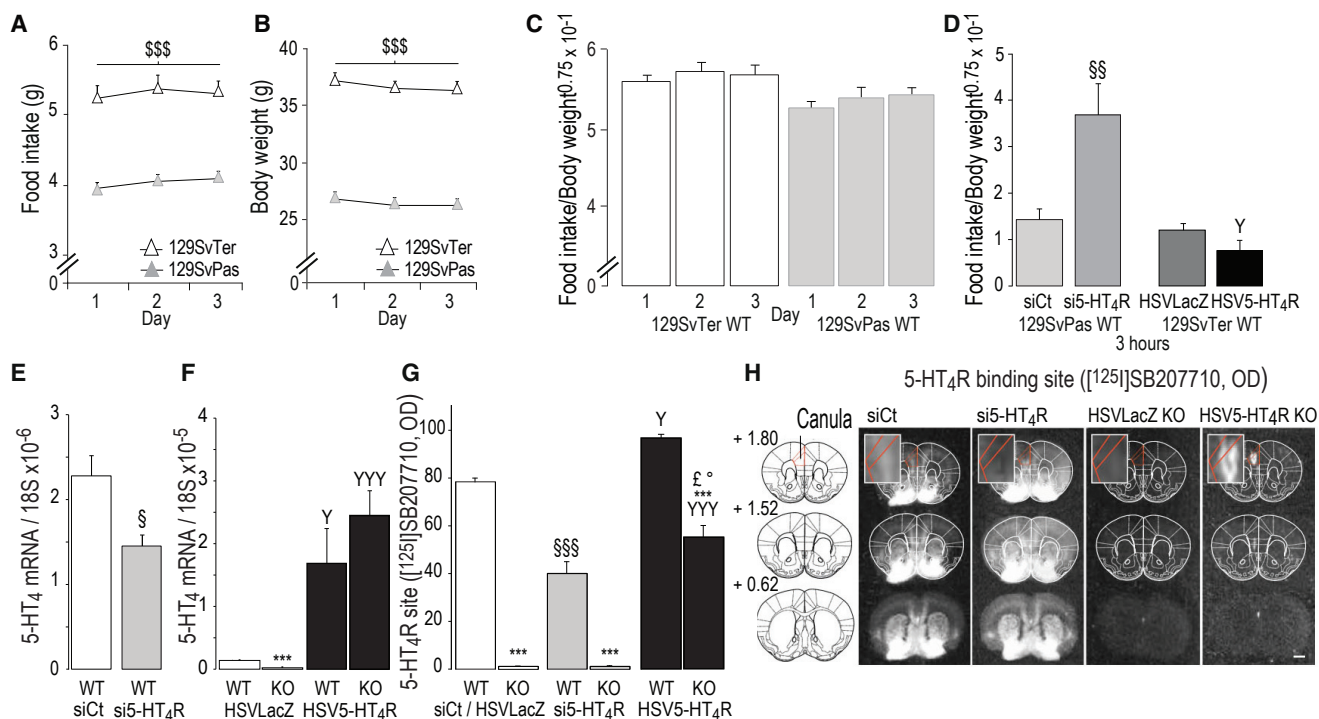 A
Food intake (g)
6
5
4
3
0
$$$
129SvTer
129SvPas
1 2 3
Day
B
Body weight (g)
40
35
30
25
0
$$$
129SvTer
129SvPas
1 2 3
Day
C
Food intake/Body weight0.75 x 10-1
6
5
4
0
1 2 3 1 2 3
129SvTer WT Day 129SvPas WT
D
Food intake/Body weight0.75 x 10-1
5
4
3
2
1
0
§§
Y
siCt si5-HT4R HSVLacZ HSV5-HT4R
129SvPas WT 129SvTer WT
3 hours
E
5-HT4 mRNA / 18S x10-6
3
2
1
0
§
WT WT
siCt si5-HT4R
F
5-HT4 mRNA / 18S x10-5
4
3
2
1
0
***
Y
YYY
WT KO WT KO
HSVLacZ HSV5-HT4R
G
5-HT4R site ([125I]SB207710, OD)
100
80
60
40
20
0
***
§§§
***
Y
£ °
***
YYY
WT KO WT KO WT KO
siCt / HSVLacZ si5-HT4R HSV5-HT4R
H
5-HT4R binding site ([125I]SB207710, OD)
Canula
siCt si5-HT4R HSVLacZ KO HSV5-HT4R KO
+ 1.80
+ 1.52
+ 0.62